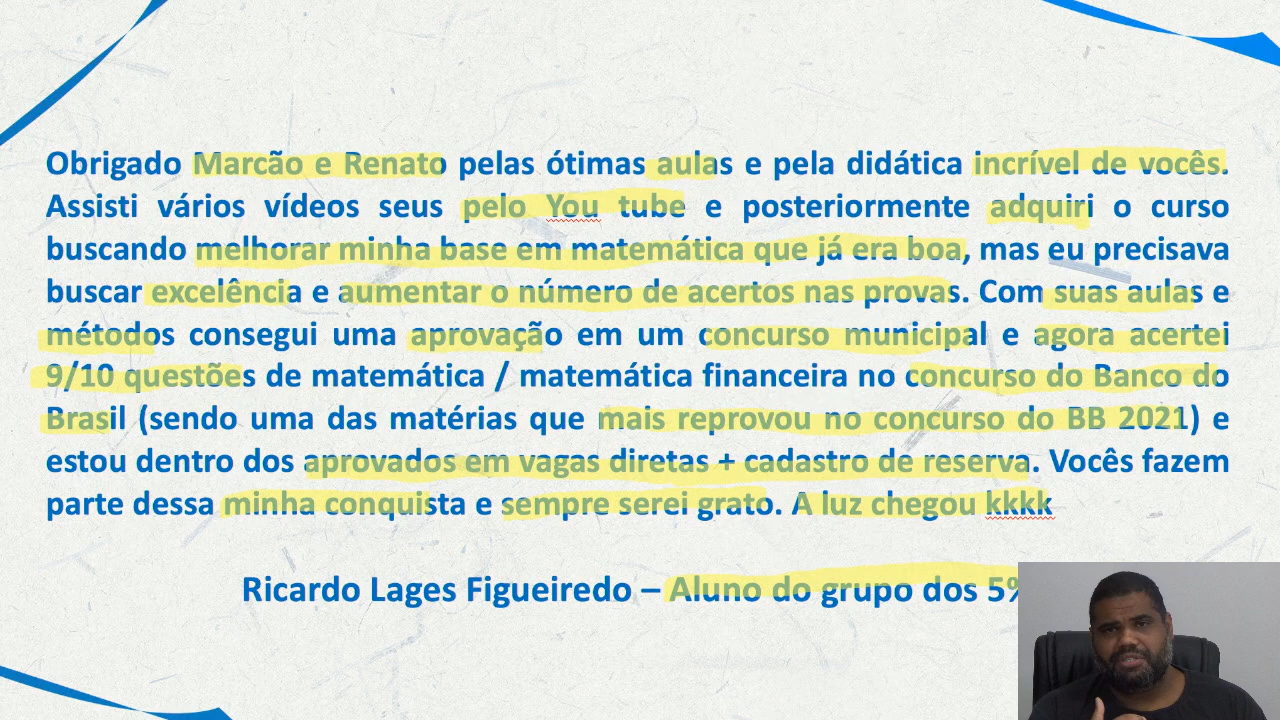 Obrigado Marcão e Renato pelas ótimas aulas e pela didática incrível de vocês.
Assisti vários vídeos seus pelo You tube e posteriormente adquiri o curso
buscando melhorar minha base em matemática que já era boa, mas eu precisava
buscar excelência e aumentar o número de acertos nas provas. Com suas aulas e
métodos consegui uma aprovação em um concurso municipal e agora acertei
9/10 questões de matemática / matemática financeira no concurso do Banco do
Brasil (sendo uma das matérias que mais reprovou no concurso do BB 2021) e
estou dentro dos aprovados em vagas diretas + cadastro de reserva. Vocês fazem
parte dessa minha conquista e sempre serei grato. A luz chegou kkkk
Ricardo Lages Figueiredo – Aluno do grupo dos 5%